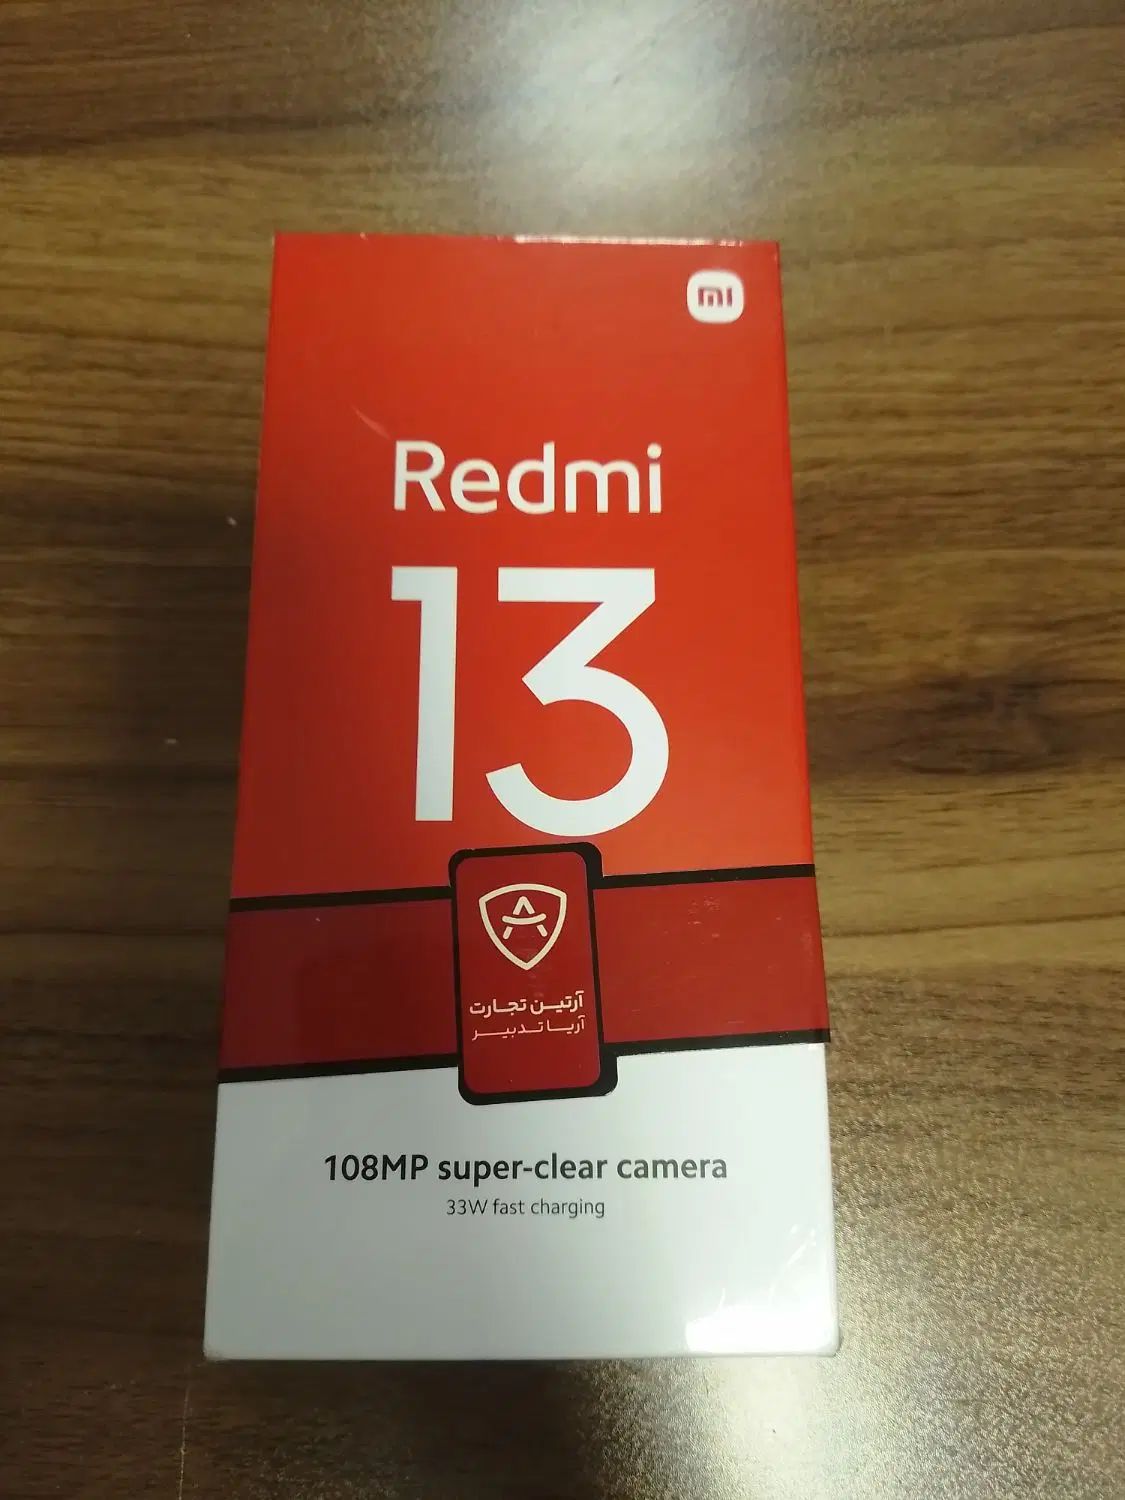 mi
Redmi
13
A
آرتین تجارت
آریا تدبیر
108MP super-clear camera
33W fast charging